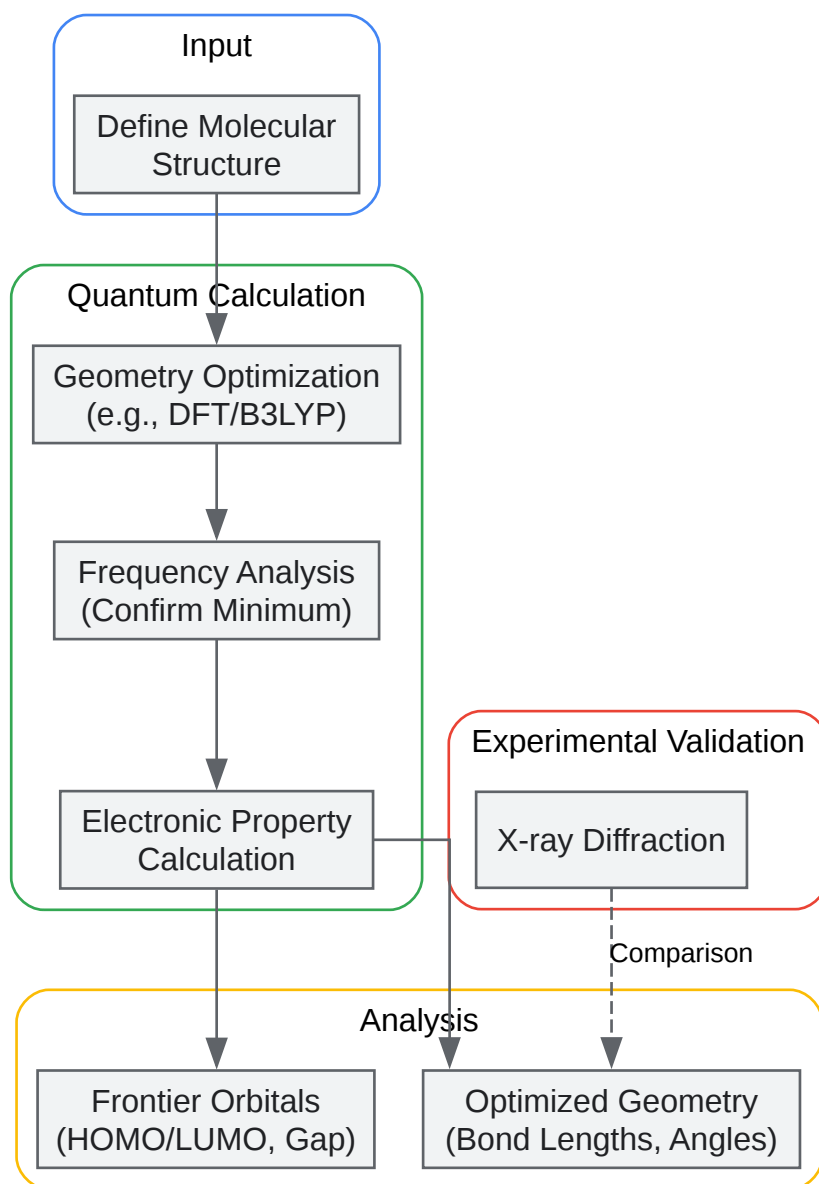 Input
Define Molecular
Structure
Quantum Calculation
Geometry Optimization
(e.g., DFT/B3LYP)
Frequency Analysis
(Confirm Minimum)
Experimental Validation
Electronic Property
Calculation
X-ray Diffraction
Comparison
Analysis
Frontier Orbitals
(HOMO/LUMO, Gap)
Optimized Geometry
(Bond Lengths, Angles)